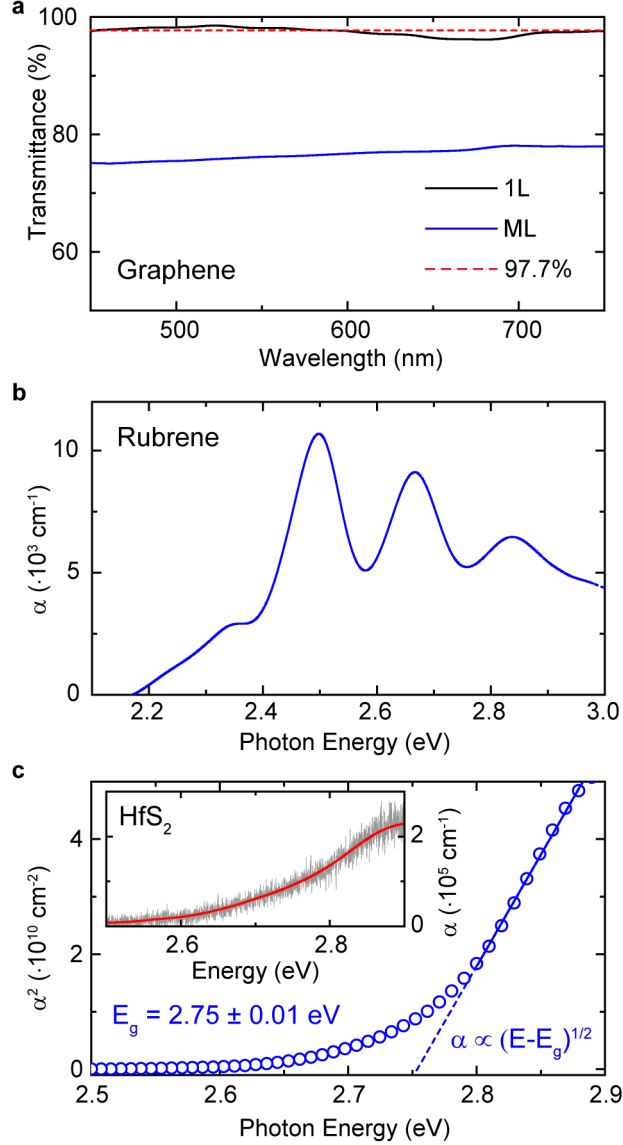 a
100
80
60
Transmittance (%)
1L
ML
97.7%
Graphene
500
600
700
Wavelength (nm)
b
10
5
0
α (·10³ cm⁻¹)
Rubrene
2.2
2.4
2.6
2.8
3.0
Photon Energy (eV)
c
4
2
0
α² (·10¹⁰ cm⁻²)
HfS₂
2
0
α (·10⁵ cm⁻¹)
2.6
2.8
Energy (eV)
E_g = 2.75 ± 0.01 eV
α ∝ (E-E_g)^1/2
2.5
2.6
2.7
2.8
2.9
Photon Energy (eV)